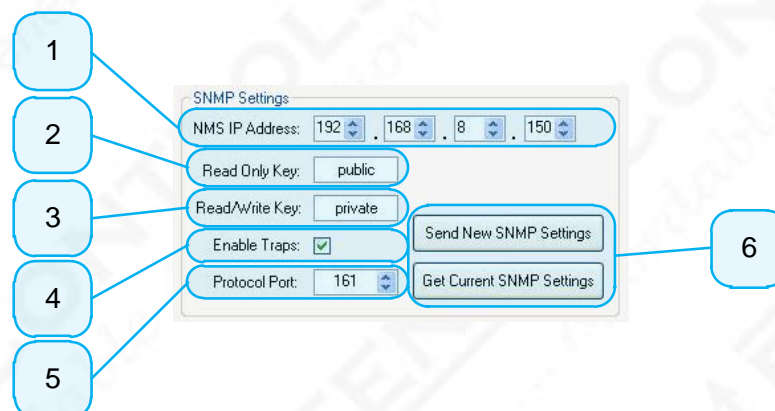 1
SNMP Settings
NMS IP Address: 192 . 168 . 8 . 150
2
Read Only Key: public
3
Read/Write Key: private
Send New SNMP Settings
6
Enable Traps:
4
Protocol Port: 161
Get Current SNMP Settings
5